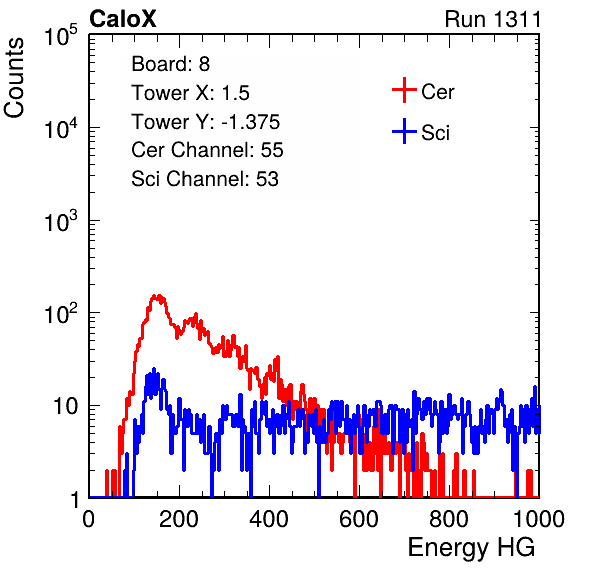 CaloX Run 1311
Counts
10^5
10^4
10^3
10^2
10
1
Board: 8
Tower X: 1.5
Tower Y: -1.375
Cer Channel: 55
Sci Channel: 53
Cer
Sci
0 200 400 600 800 1000
Energy HG